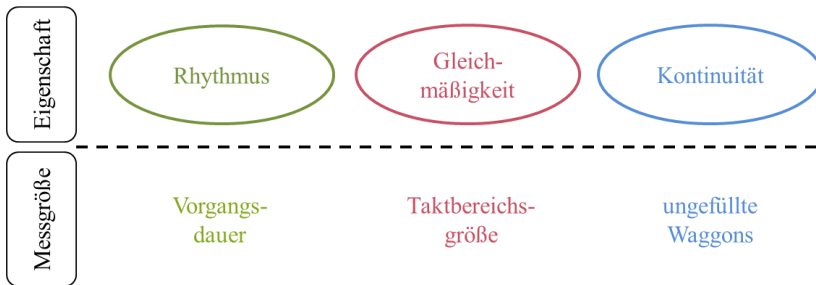 Eigenschaft
Rhythmus
Gleich-
mäßigkeit
Kontinuität
Messgröße
Vorgangs-
dauer
Taktbereichs-
größe
ungefüllte
Waggons